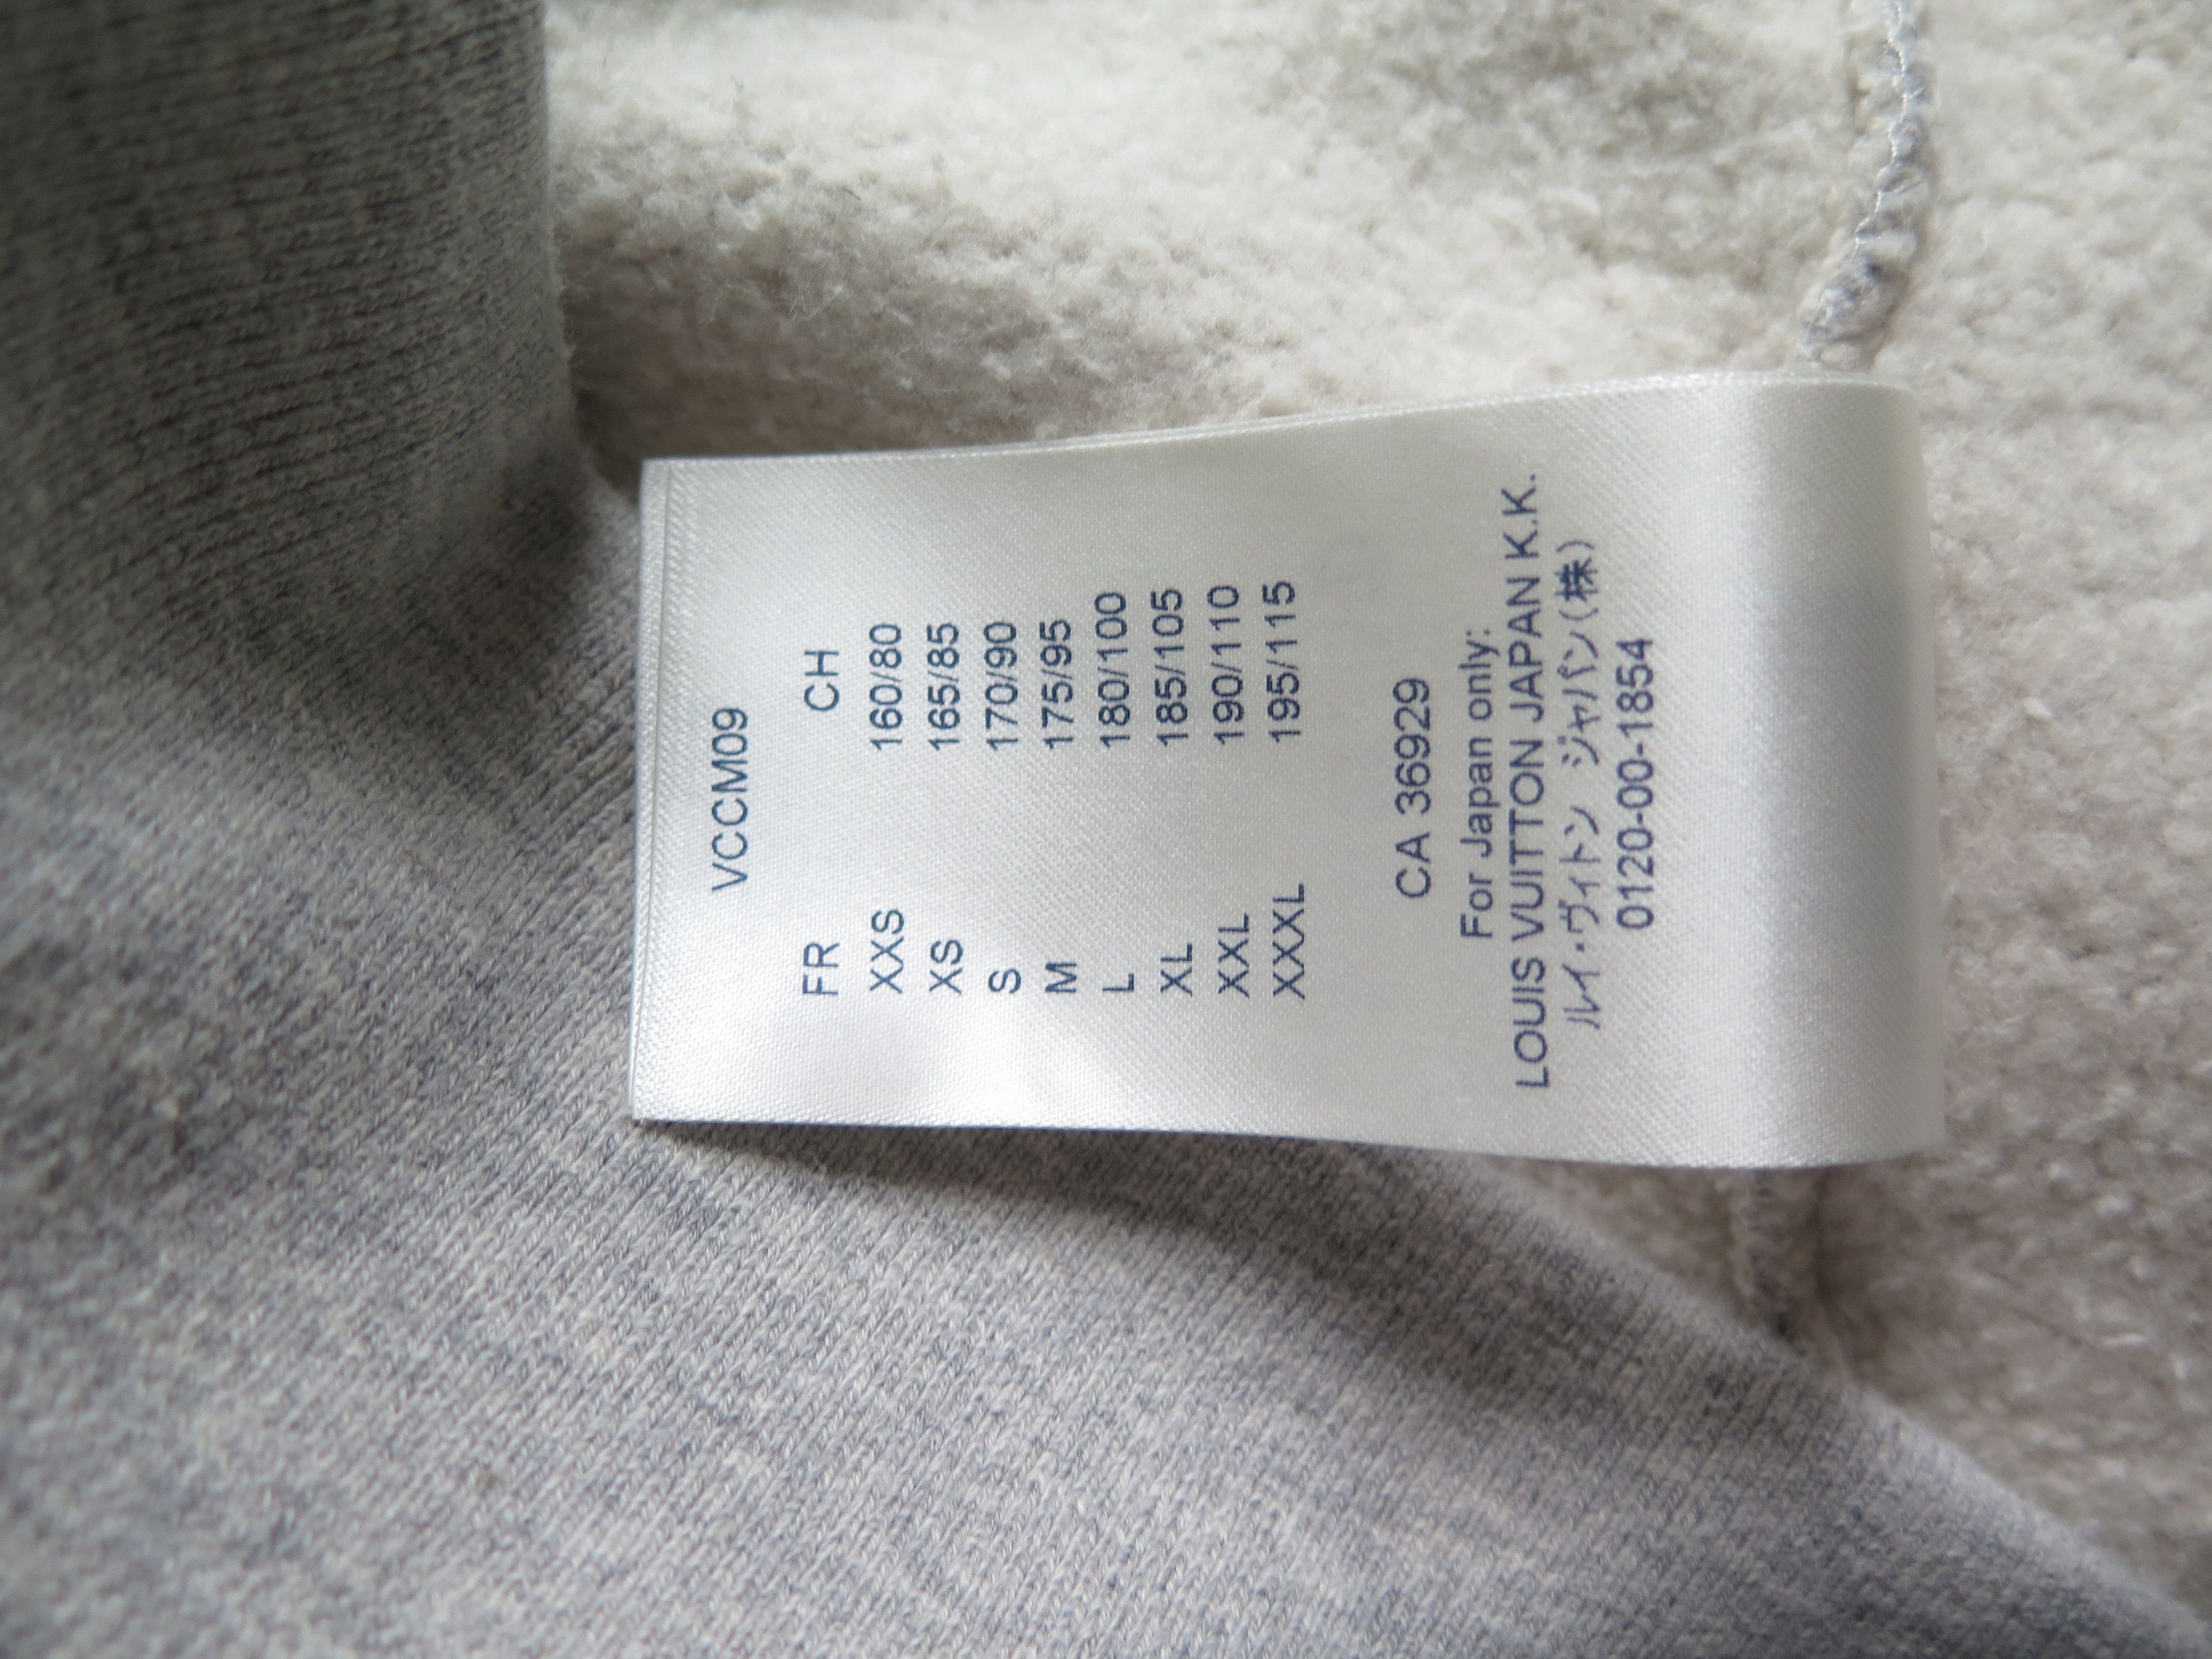 VCCM09
FR CH
XXS 160/80
XS 165/85
S 170/90
M 175/95
L 180/100
XL 185/105
XXL 190/110
XXXL 195/115
CA 36929
For Japan only:
LOUIS VUITTON JAPAN K.K.
ルイ・ヴィトン ジャパン(株)
0120-00-1854